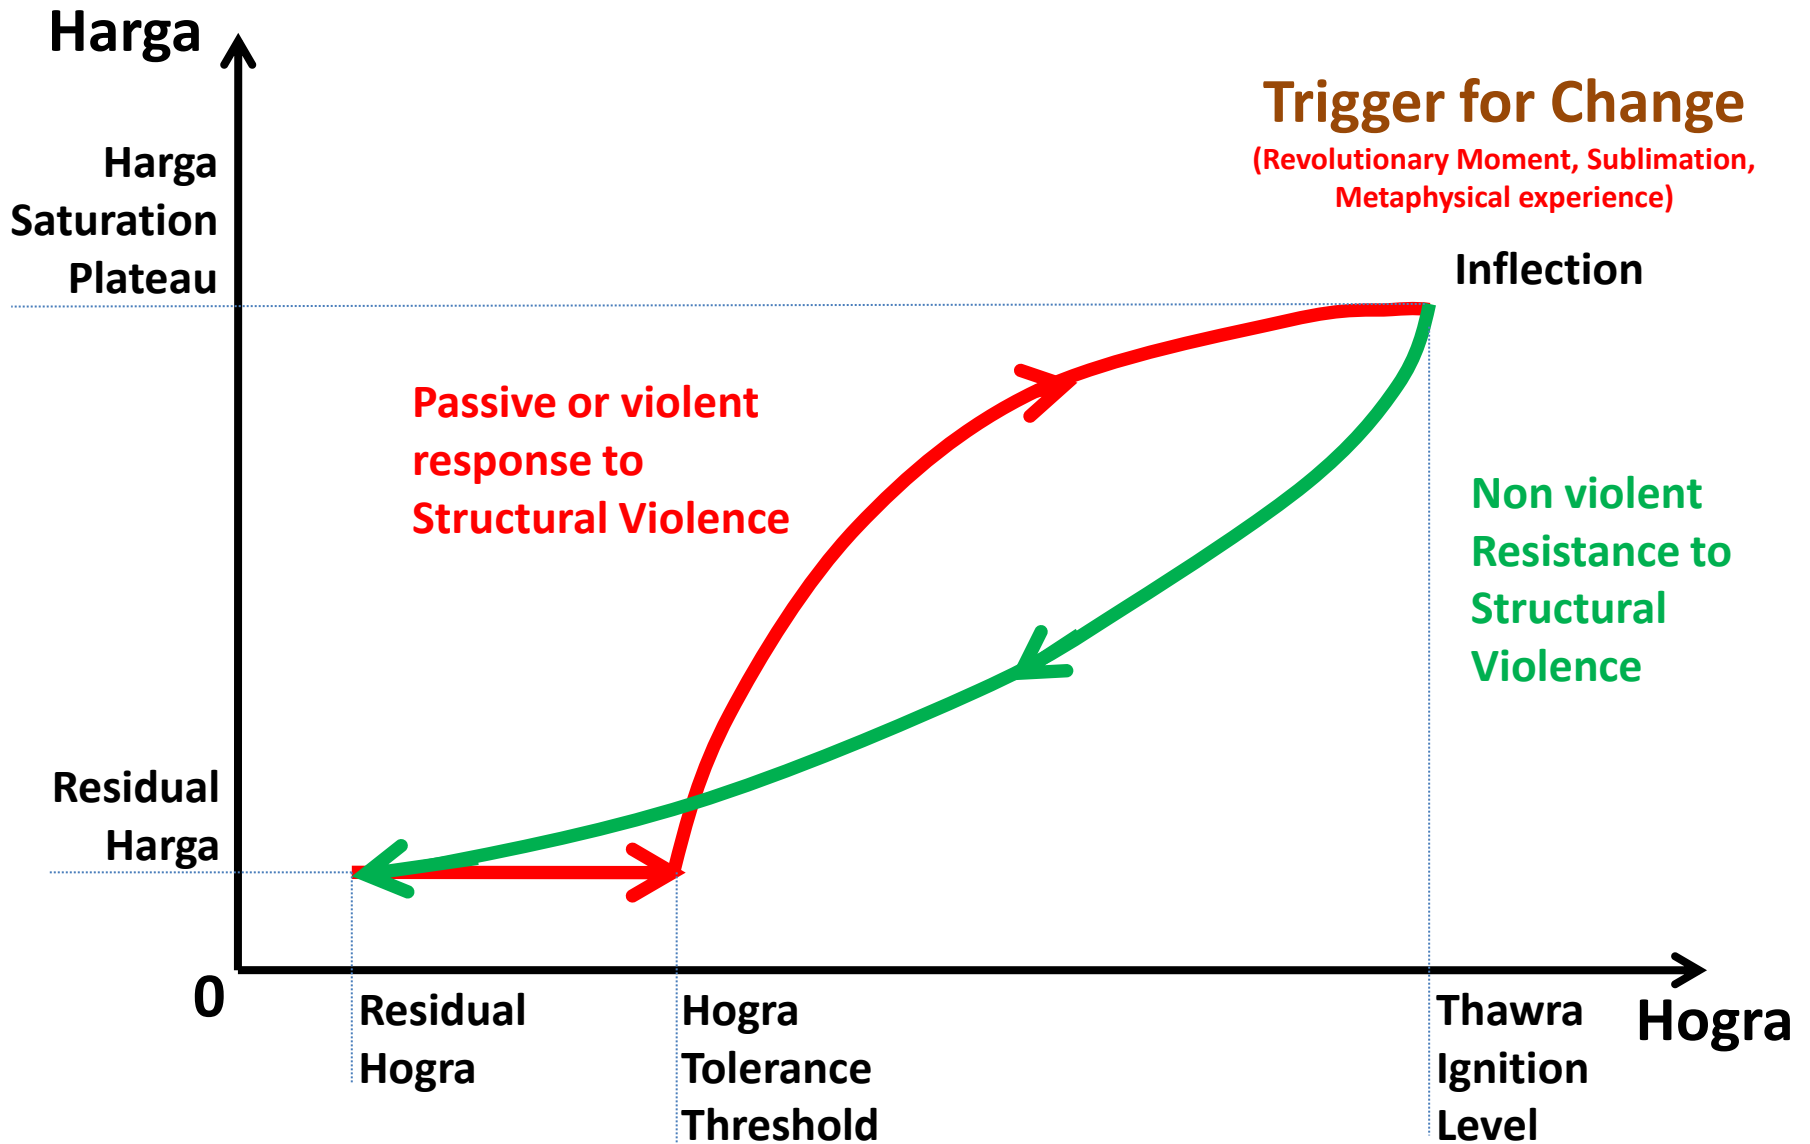 Harga
Trigger for Change
(Revolutionary Moment, Sublimation,
Metaphysical experience)
Harga
Saturation
Plateau
Inflection
Passive or violent
response to
Structural Violence
Non violent
Resistance to
Structural
Violence
Residual
Harga
0
Residual
Hogra
Hogra
Tolerance
Threshold
Thawra
Ignition
Level
Hogra